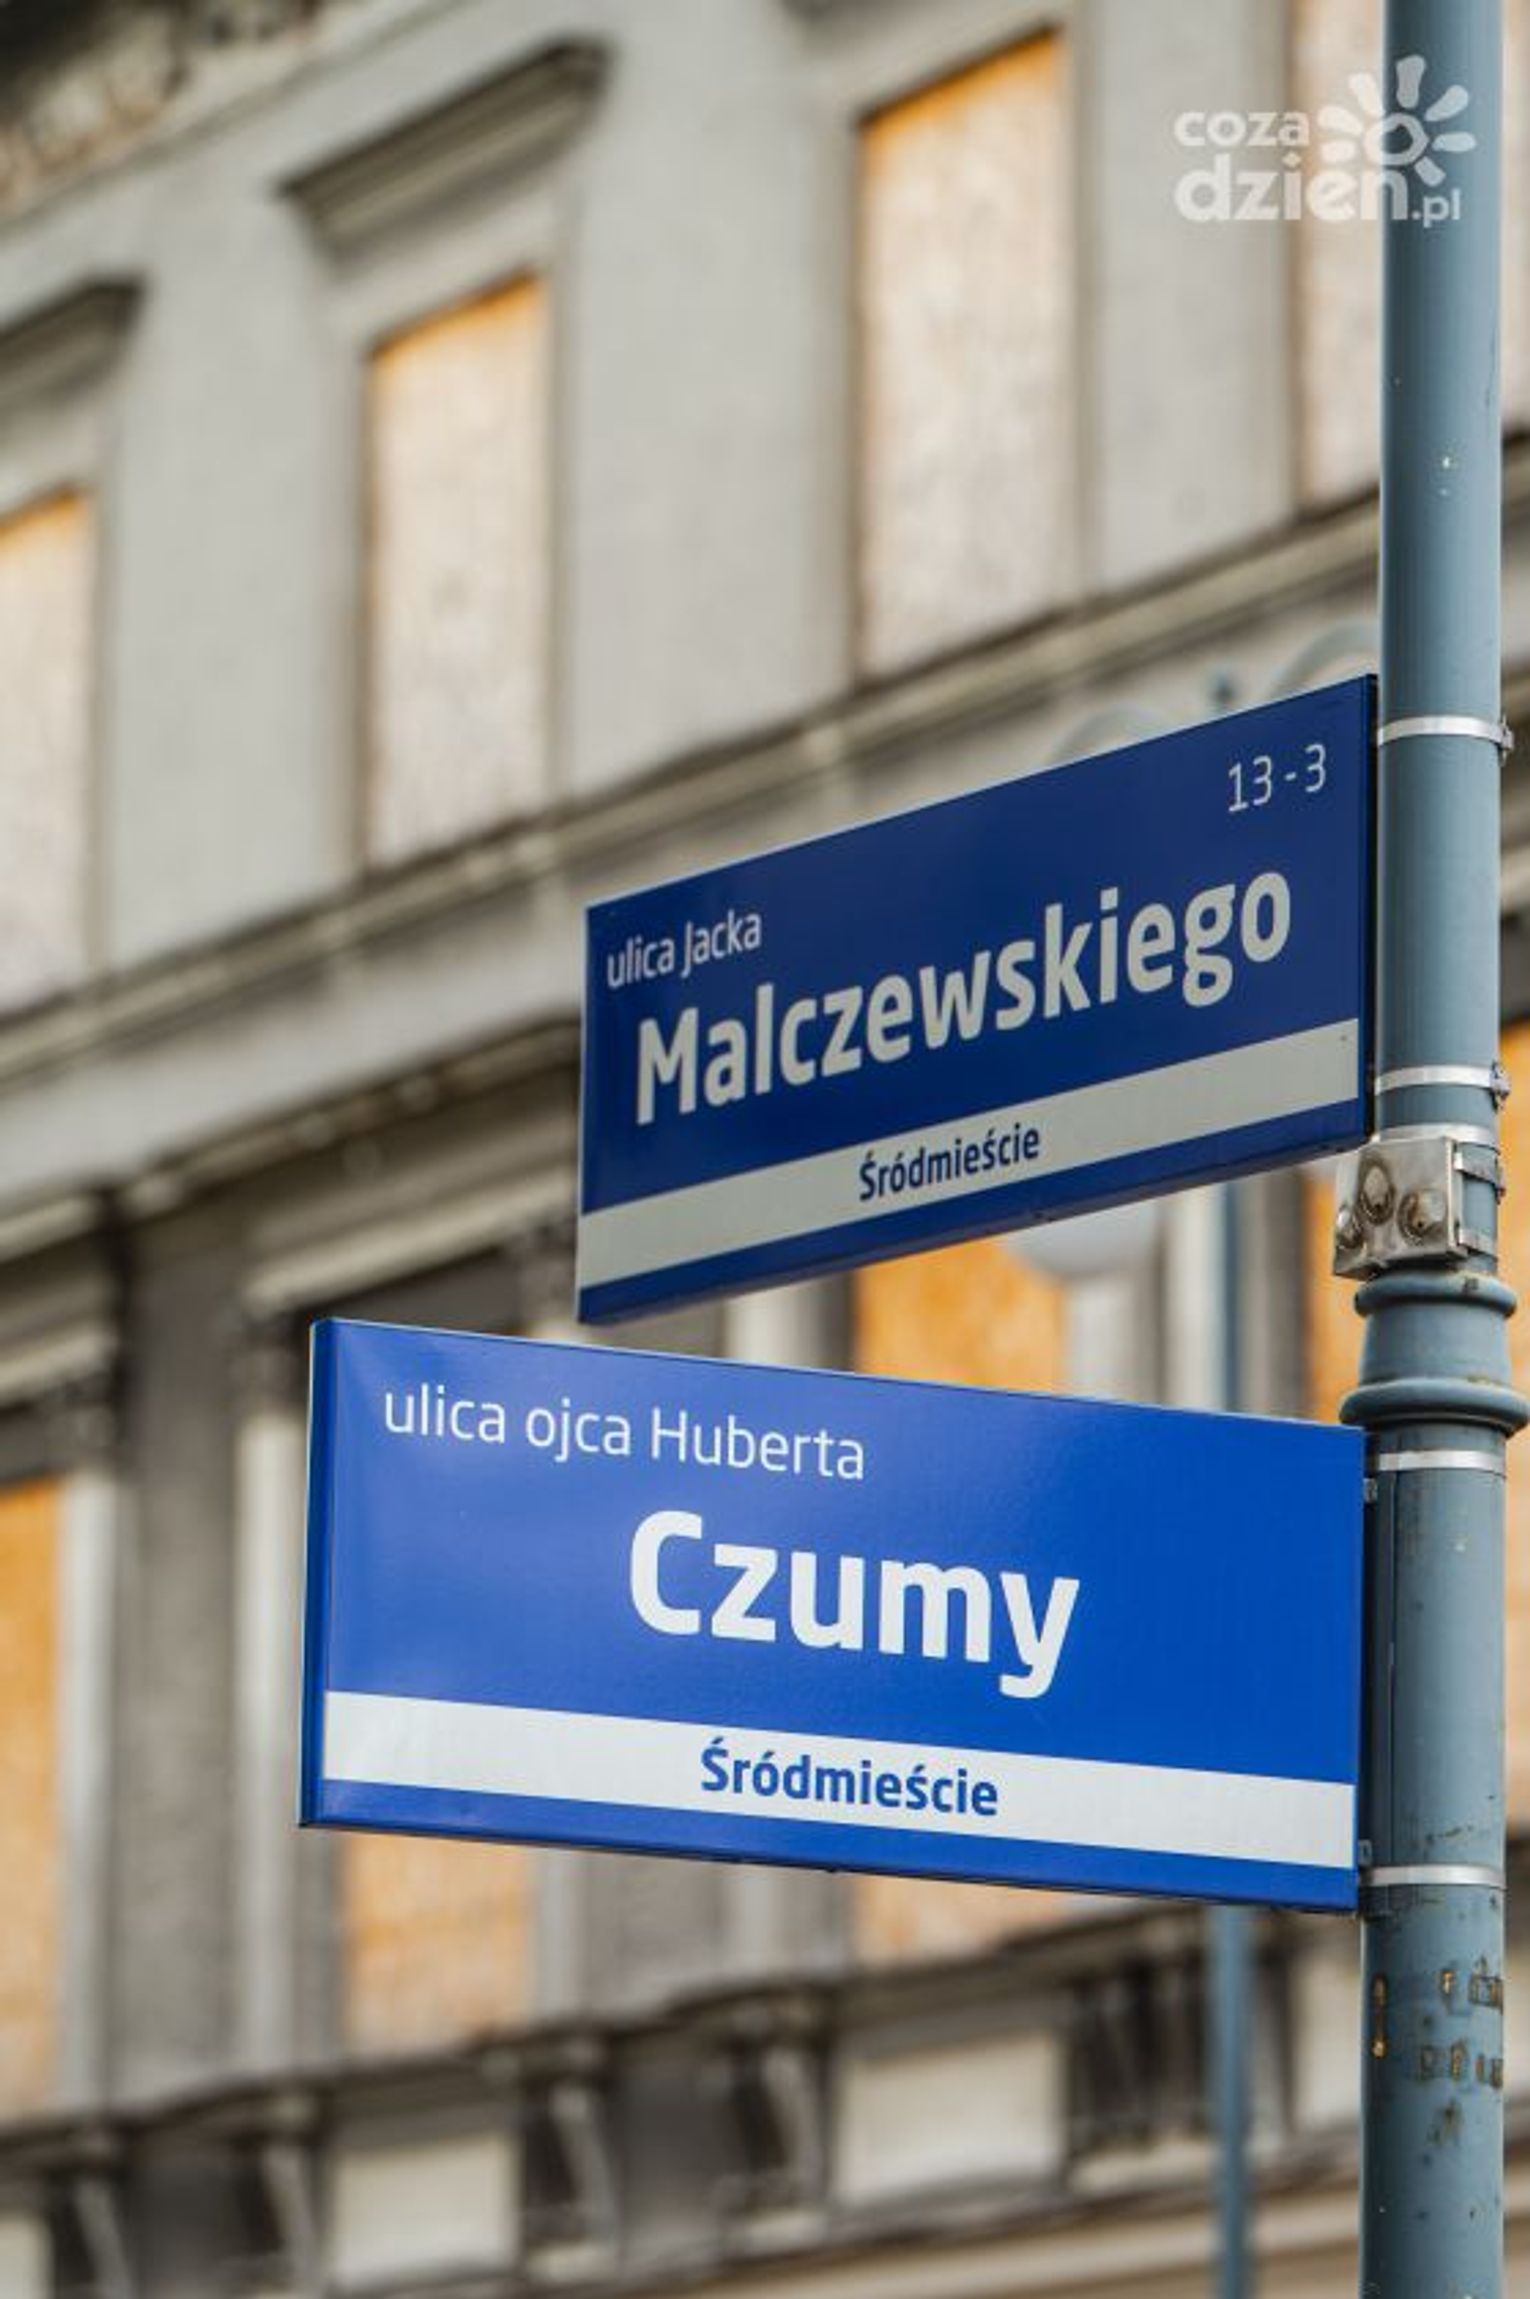 coza
dzien.pl
13-3
ulica Jacka
Malczewskiego
Śródmieście
ulica ojca Huberta
Czumy
Śródmieście